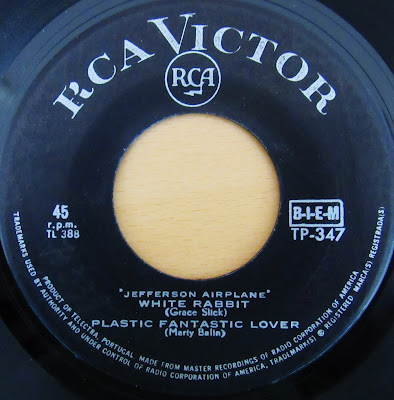 RCA VICTOR
RCA
45
r.p.m.
TL 388
B·I·E·M
TP-347
"JEFFERSON AIRPLANE"
WHITE RABBIT
(Grace Slick)
PLASTIC FANTASTIC LOVER
(Marty Balin)
TRADEMARKS USED BY AUTHORITY AND UNDER CONTROL OF RADIO CORPORATION OF AMERICA, TRADEMARK(S) ® REGISTERED MARCA(S) REGISTRADA(S)
PRODUCT OF TELECTRA, PORTUGAL, MADE FROM MASTER RECORDINGS OF RADIO CORPORATION OF AMERICA